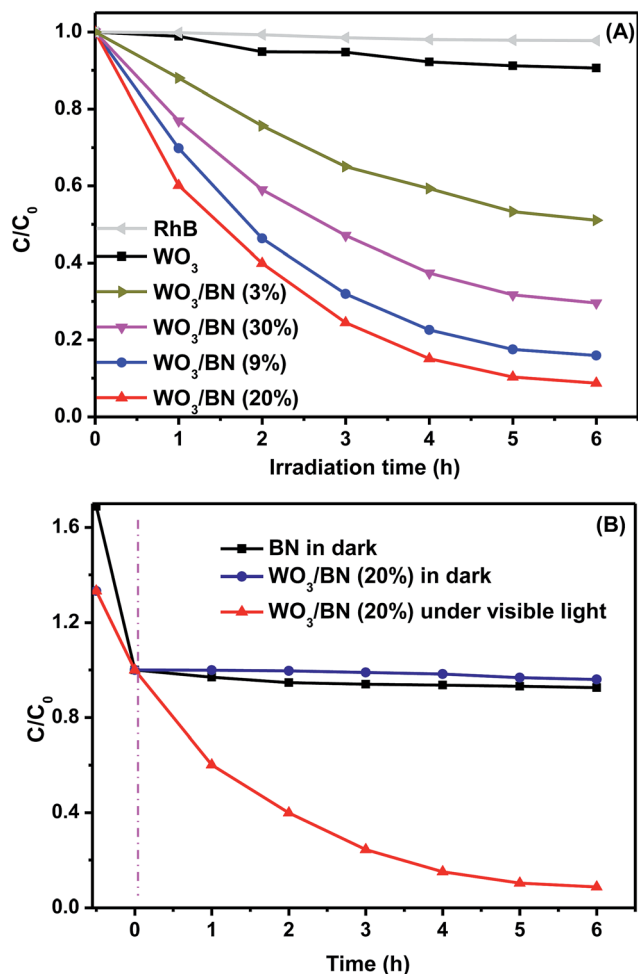 (A)
1.0
0.8
0.6
0.4
0.2
0.0
C/C₀
RhB
WO₃
WO₃/BN (3%)
WO₃/BN (30%)
WO₃/BN (9%)
WO₃/BN (20%)
0 1 2 3 4 5 6
Irradiation time (h)
(B)
1.6
1.2
0.8
0.4
0.0
C/C₀
BN in dark
WO₃/BN (20%) in dark
WO₃/BN (20%) under visible light
0 1 2 3 4 5 6
Time (h)